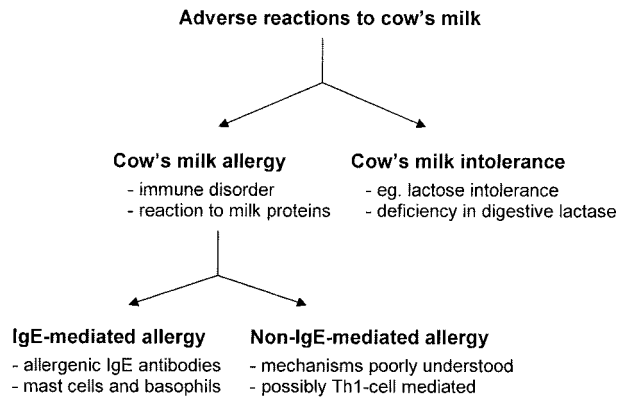 Adverse reactions to cow's milk
Cow's milk allergy
- immune disorder
- reaction to milk proteins
Cow's milk intolerance
- eg. lactose intolerance
- deficiency in digestive lactase
IgE-mediated allergy
- allergenic IgE antibodies
- mast cells and basophils
Non-IgE-mediated allergy
- mechanisms poorly understood
- possibly Th1-cell mediated